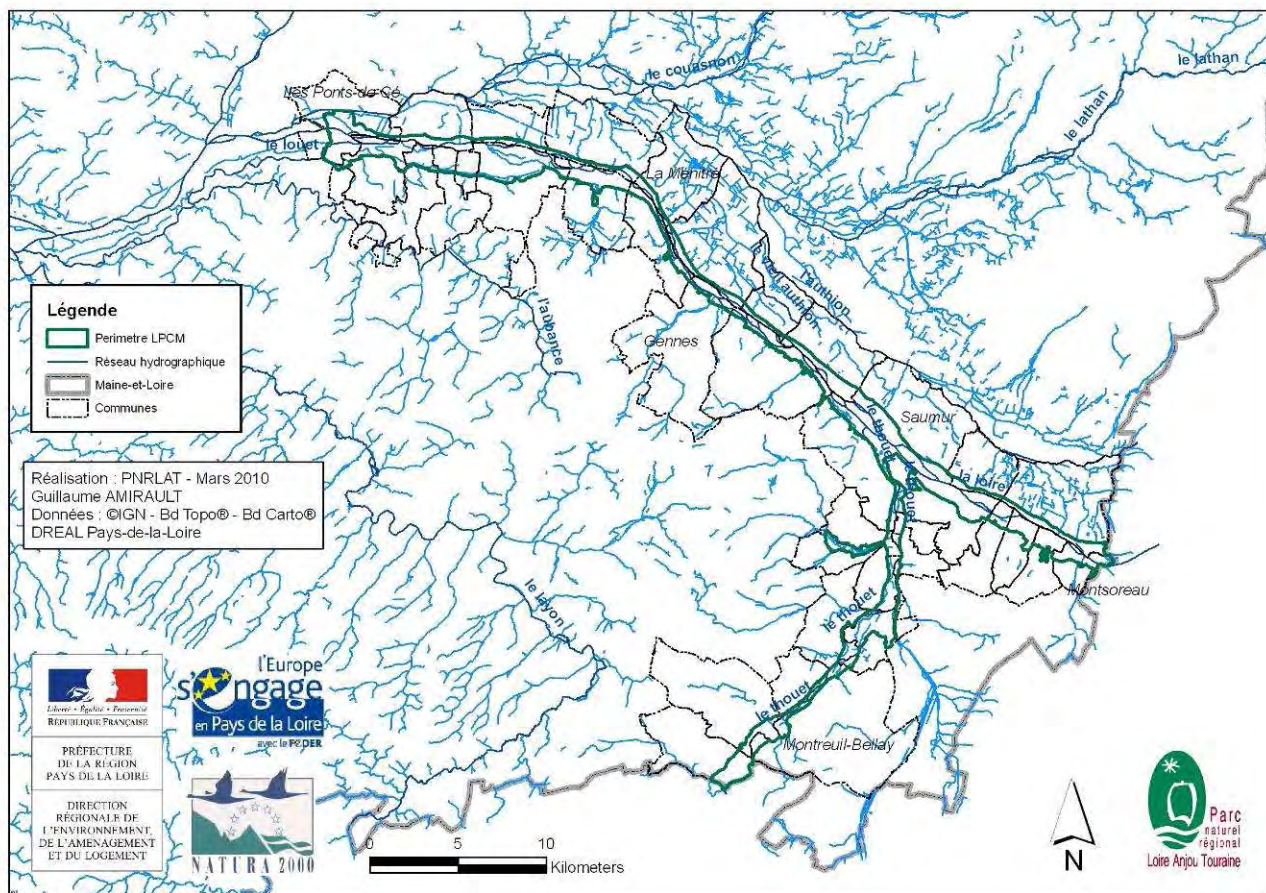 le couasnon
le lathan
les Ponts-de-Cé
le lathan
le louet
La Ménitré
l'authion
l'aubance
Gennes
Légende
Perimetre LPCM
Réseau hydrographique
Maine-et-Loire
Communes
Saumur
le thouet
la loire
Réalisation : PNRLAT - Mars 2010
Guillaume AMIRAULT
Données : ©IGN - Bd Topo® - Bd Carto®
DREAL Pays-de-la-Loire
Montsoreau
le layon
le thouet
le thouet
Montreuil-Bellay
Liberté • Égalité • Fraternité
RÉPUBLIQUE FRANÇAISE
PRÉFECTURE
DE LA RÉGION
PAYS DE LA LOIRE
DIRECTION
RÉGIONALE DE
L'ENVIRONNEMENT,
DE L'AMENAGEMENT
ET DU LOGEMENT
l'Europe
s'engage
en Pays de la Loire
avec le FEDER
NATURA 2000
0 5 10
Kilometers
N
Parc
naturel
régional
Loire Anjou Touraine